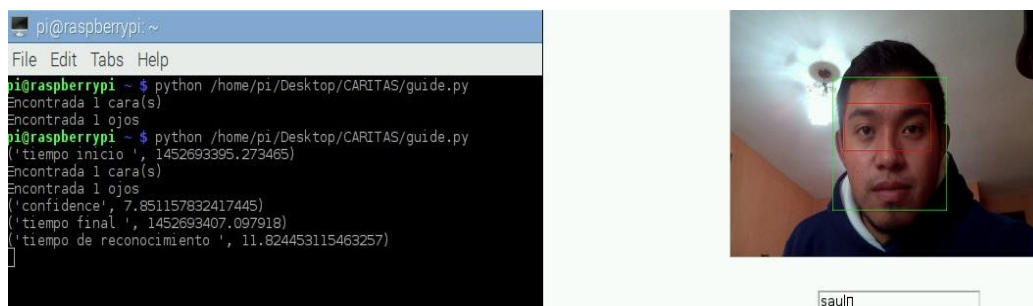 pi@raspberrypi: ~
File Edit Tabs Help
pi@raspberrypi ~ $ python /home/pi/Desktop/CARITAS/guide.py
Encontrada 1 cara(s)
Encontrada 1 ojos
pi@raspberrypi ~ $ python /home/pi/Desktop/CARITAS/guide.py
('tiempo inicio ', 1452693395.273465)
Encontrada 1 cara(s)
Encontrada 1 ojos
('confidence', 7.851157832417445)
('tiempo final ', 1452693407.097918)
('tiempo de reconocimiento ', 11.824453115463257)
saul